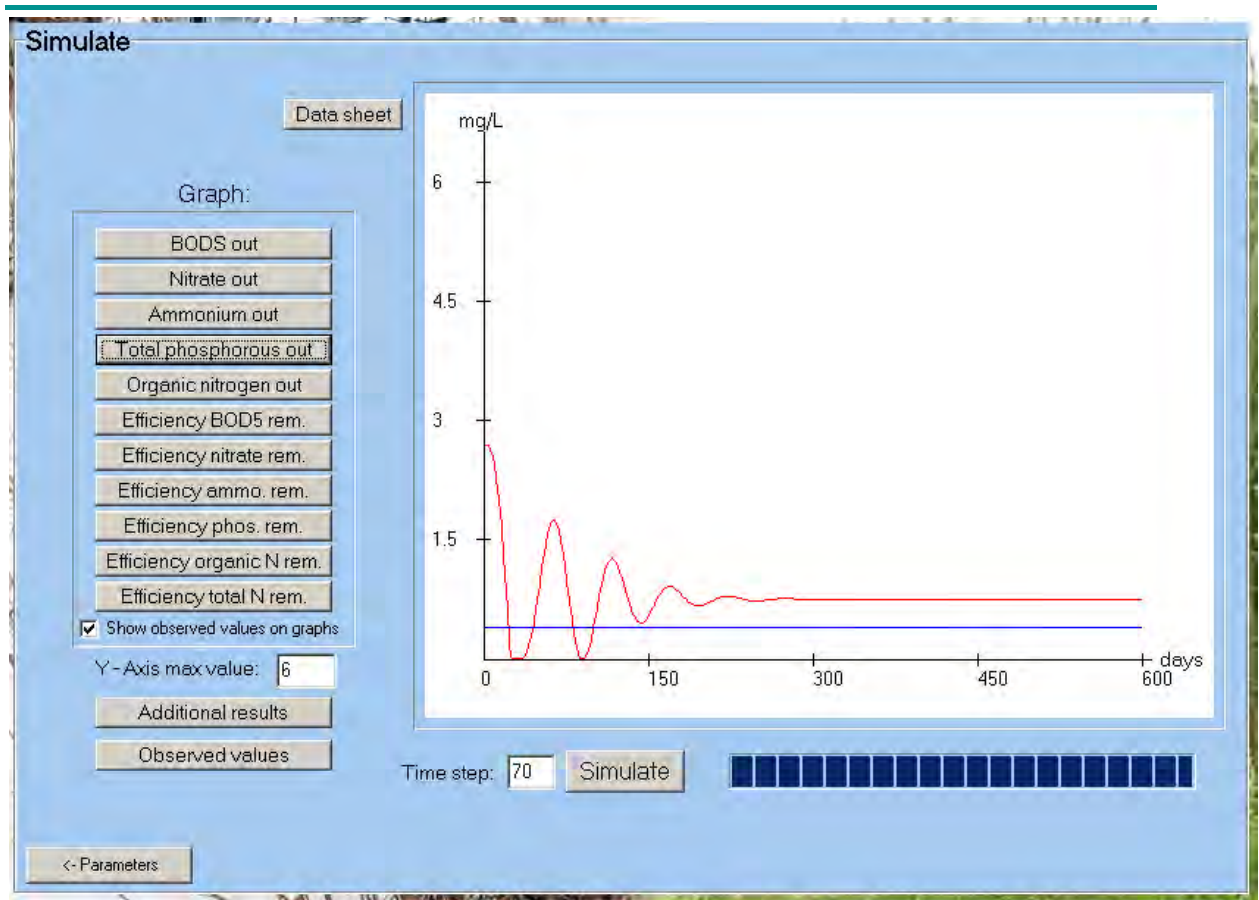 Simulate
Data sheet
Graph:
BODS out
Nitrate out
Ammonium out
Total phosphorous out
Organic nitrogen out
Efficiency BOD5 rem.
Efficiency nitrate rem.
Efficiency ammo. rem.
Efficiency phos. rem.
Efficiency organic N rem.
Efficiency total N rem.
Show observed values on graphs
Y - Axis max value: 6
Additional results
Observed values
mg/L
6
4.5
3
1.5
0 150 300 450 600
days
Time step: 70 Simulate
<- Parameters